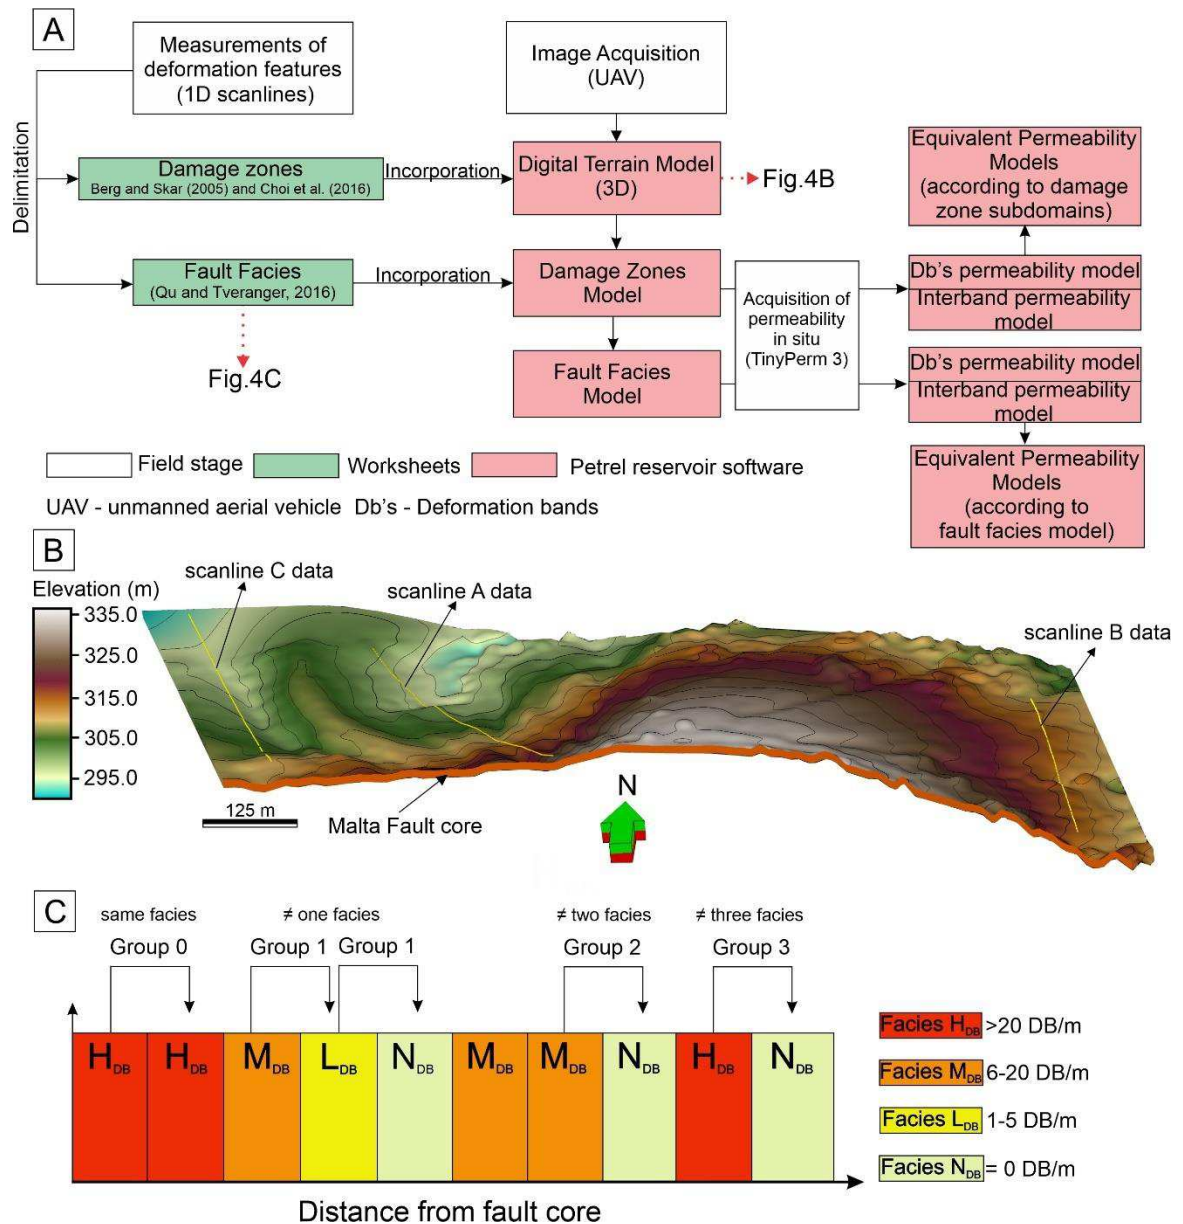 A
Measurements of
deformation features
(1D scanlines)
Image Acquisition
(UAV)
Delimitation
Damage zones
Berg and Skar (2005) and Choi et al. (2016)
Incorporation
Digital Terrain Model
(3D)
Fig.4B
Equivalent Permeability
Models
(according to damage
zone subdomains)
Fault Facies
(Qu and Tveranger, 2016)
Incorporation
Damage Zones
Model
Acquisition of
permeability
in situ
(TinyPerm 3)
Db's permeability model
Interband permeability
model
Fig.4C
Fault Facies
Model
Db's permeability model
Interband permeability
model
Equivalent Permeability
Models
(according to
fault facies model)
Field stage
Worksheets
Petrel reservoir software
UAV - unmanned aerial vehicle Db's - Deformation bands
B
Elevation (m)
335.0
325.0
315.0
305.0
295.0
scanline C data
scanline A data
scanline B data
125 m
Malta Fault core
N
C
same facies
≠ one facies
≠ two facies
≠ three facies
Group 0
Group 1
Group 1
Group 2
Group 3
HDB
HDB
MDB
LDB
NDB
MDB
MDB
NDB
HDB
NDB
Facies HDB >20 DB/m
Facies MDB 6-20 DB/m
Facies LDB 1-5 DB/m
Facies NDB = 0 DB/m
Distance from fault core